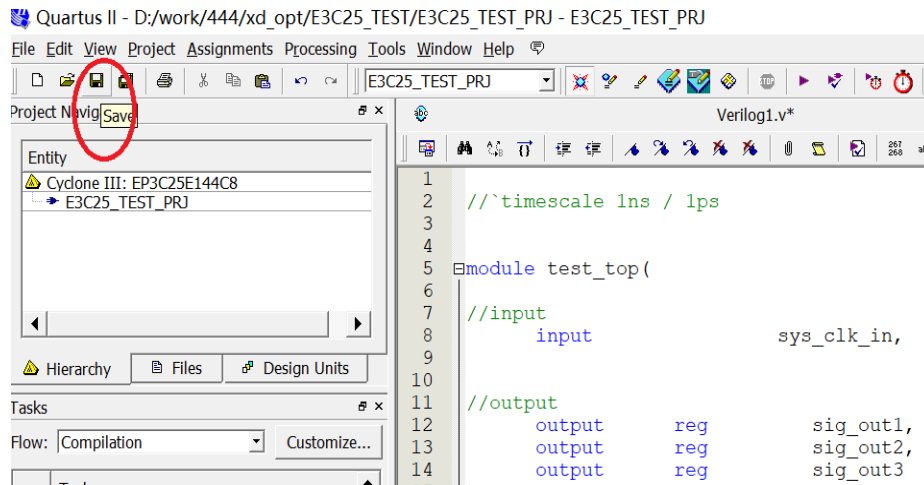 Quartus II - D:/work/444/xd_opt/E3C25_TEST/E3C25_TEST_PRJ - E3C25_TEST_PRJ
File Edit View Project Assignments Processing Tools Window Help
E3C25_TEST_PRJ
Project Navig
Save
Entity
Cyclone III: EP3C25E144C8
E3C25_TEST_PRJ
Hierarchy Files Design Units
Tasks
Flow: Compilation Customize...
Verilog1.v*
267
268
1
2 //`timescale 1ns / 1ps
3
4
5 module test_top(
6
7 //input
8 input sys_clk_in,
9
10
11 //output
12 output reg sig_out1,
13 output reg sig_out2,
14 output reg sig_out3